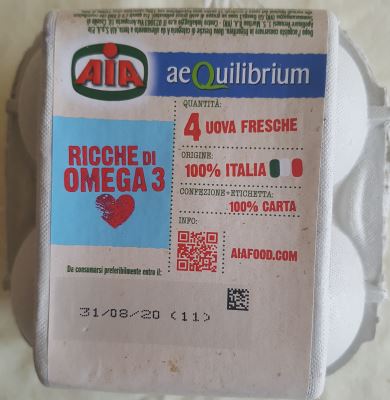 AIA
aeQuilibrium
QUANTITÀ:
4 UOVA FRESCHE
RICCHE DI
OMEGA 3
ORIGINE:
100% ITALIA
CONFEZIONE+ETICHETTA:
100% CARTA
INFO:
AIAFOOD.COM
Da consumarsi preferibilmente entro il:
31/08/20 (11)